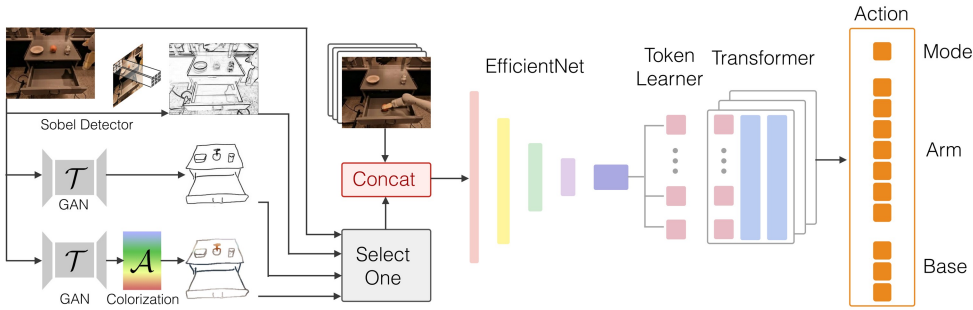 Sobel Detector
T
GAN
T
GAN
A
Colorization
Concat
Select
One
EfficientNet
Token
Learner
Transformer
Action
Mode
Arm
Base